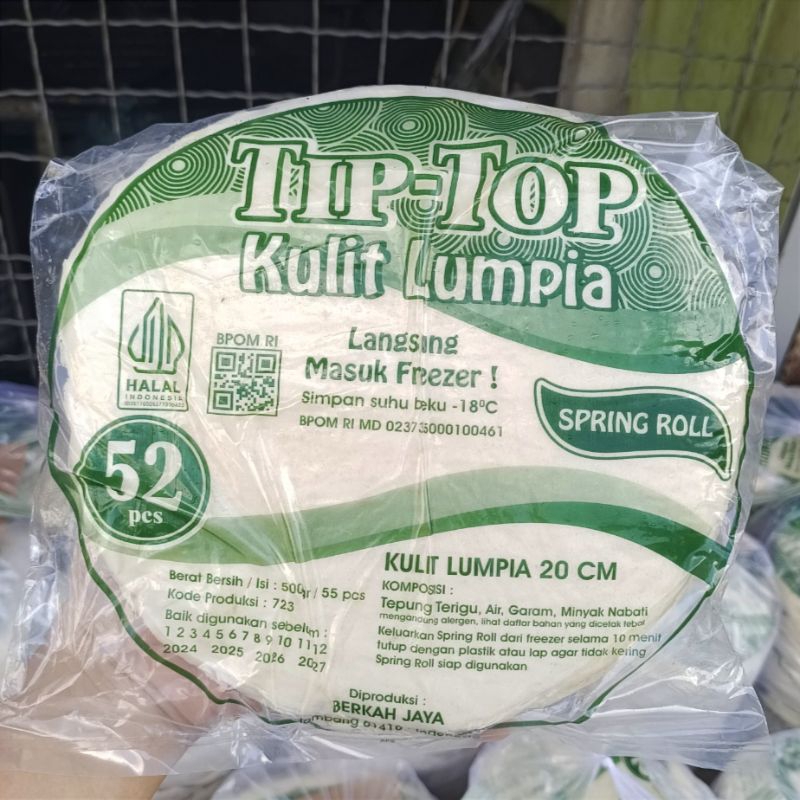 TIP-TOP
Kulit Lumpia
HALAL
INDONESIA
BPOM RI
Langsung
Masuk Freezer !
Simpan suhu beku -18°C
BPOM RI MD 023735000100461
SPRING ROLL
52
pcs
Berat Bersih / Isi : 500gr / 55 pcs
Kode Produksi : 723
Baik digunakan sebelum :
1 2 3 4 5 6 7 8 9 10 11 12
2024 2025 2026 2027
KULIT LUMPIA 20 CM
KOMPOSISI :
Tepung Terigu, Air, Garam, Minyak Nabati
mengandung alergen, lihat daftar bahan yang dicetak tebal
Keluarkan Spring Roll dari freezer selama 10 menit
tutup dengan plastik atau lap agar tidak kering
Spring Roll siap digunakan
Diproduksi :
BERKAH JAYA